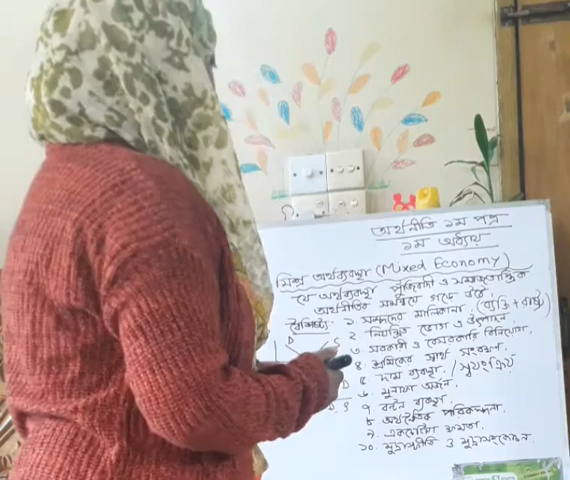 অর্থনীতি ১ম পত্র
১ম অধ্যায়
মিশ্র অর্থব্যবস্থা (Mixed Economy)
যে অর্থব্যবস্থা পুঁজিবাদী ও সমাজতান্ত্রিক
অর্থনীতির সমন্বয়ে গড়ে উঠে।
বৈশিষ্ট্য: ১. সম্পদের মালিকানা (ব্যক্তি + রাষ্ট্র)
২. নিয়ন্ত্রিত ভোগ ও উৎপাদন
৩. সরকারী ও বেসরকারি বিনিয়োগ
৪. শ্রমিকের স্বার্থ সংরক্ষণ
৫. দাম ব্যবস্থা / স্বয়ংক্রিয়
৬. মুনাফা অর্জন
৭. বন্টন ব্যবস্থা
৮. অর্থনৈতিক পরিকল্পনা
৯. একচেটিয়া ক্ষমতা
১০. মুদ্রাস্ফীতি ও মুদ্রাসংকোচন